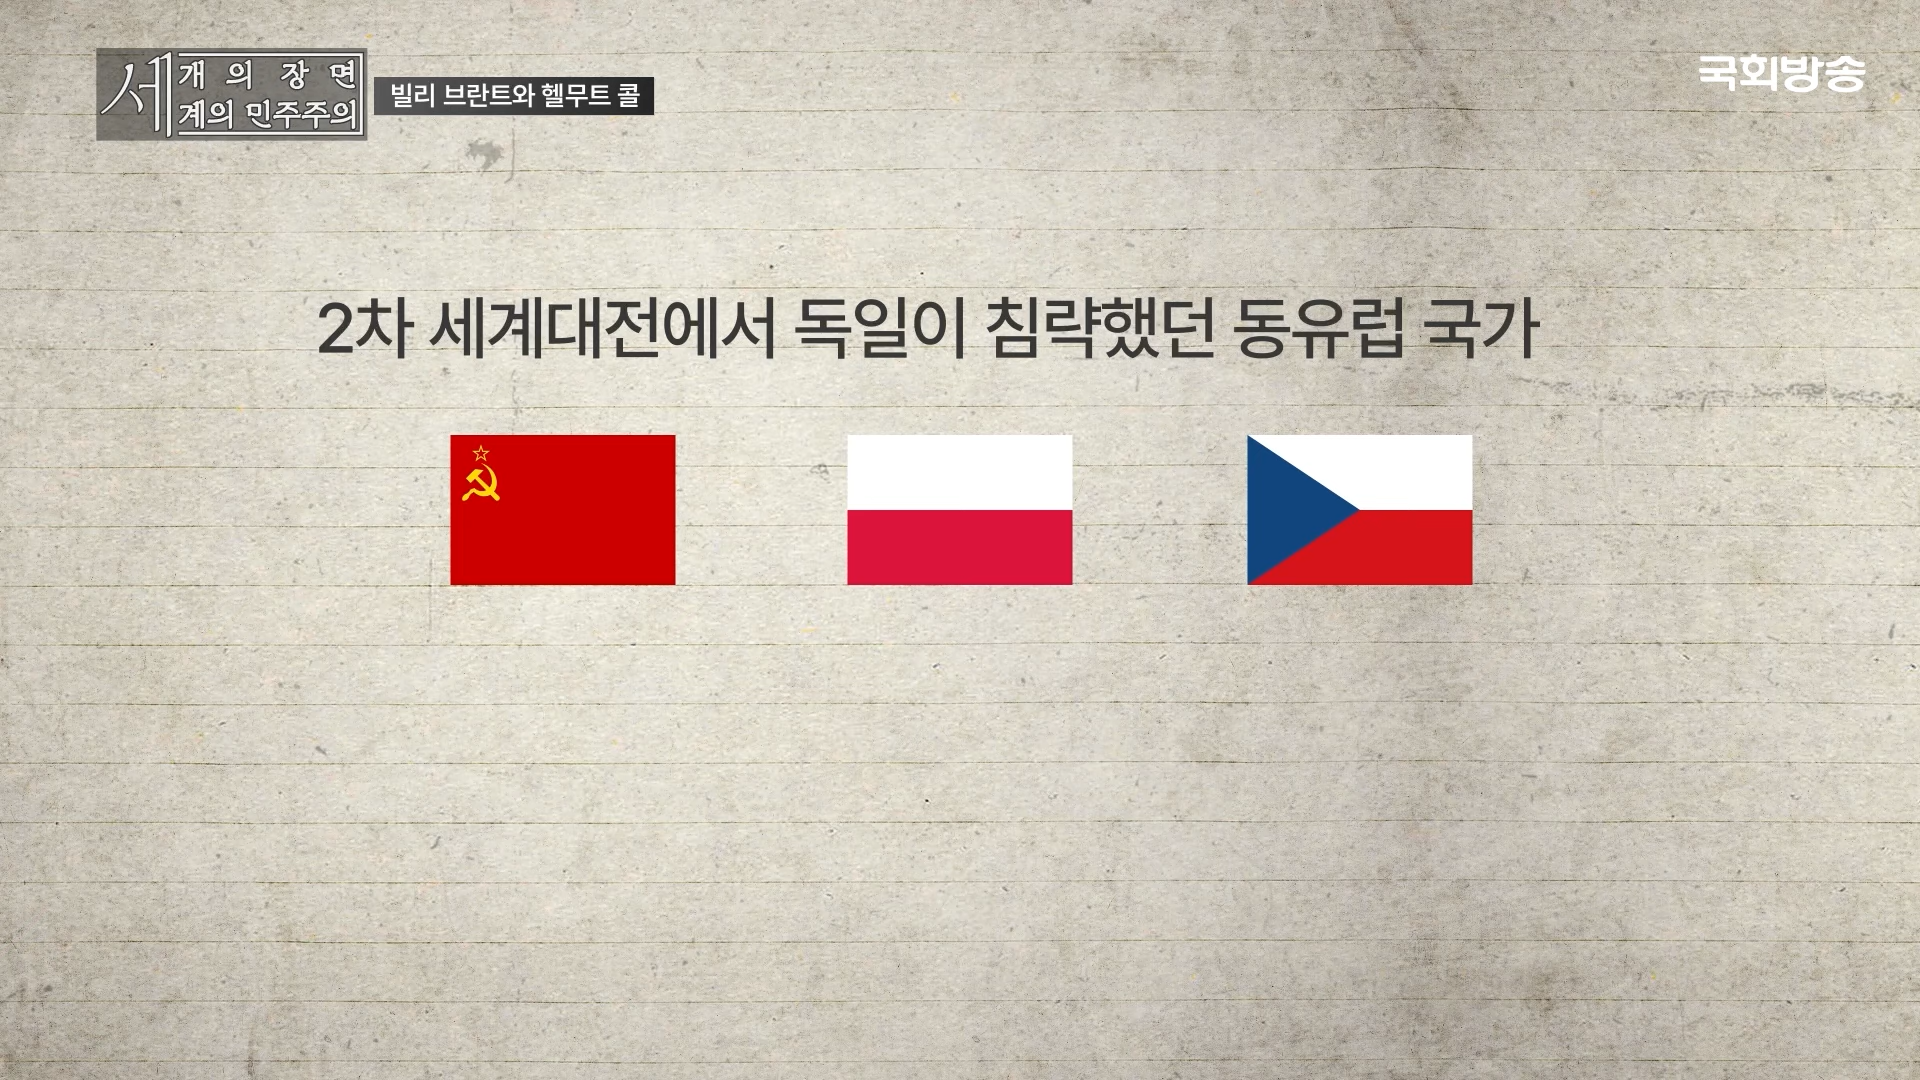 세개의 장면
세계의 민주주의
빌리 브란트와 헬무트 콜
국회방송
2차 세계대전에서 독일이 침략했던 동유럽 국가